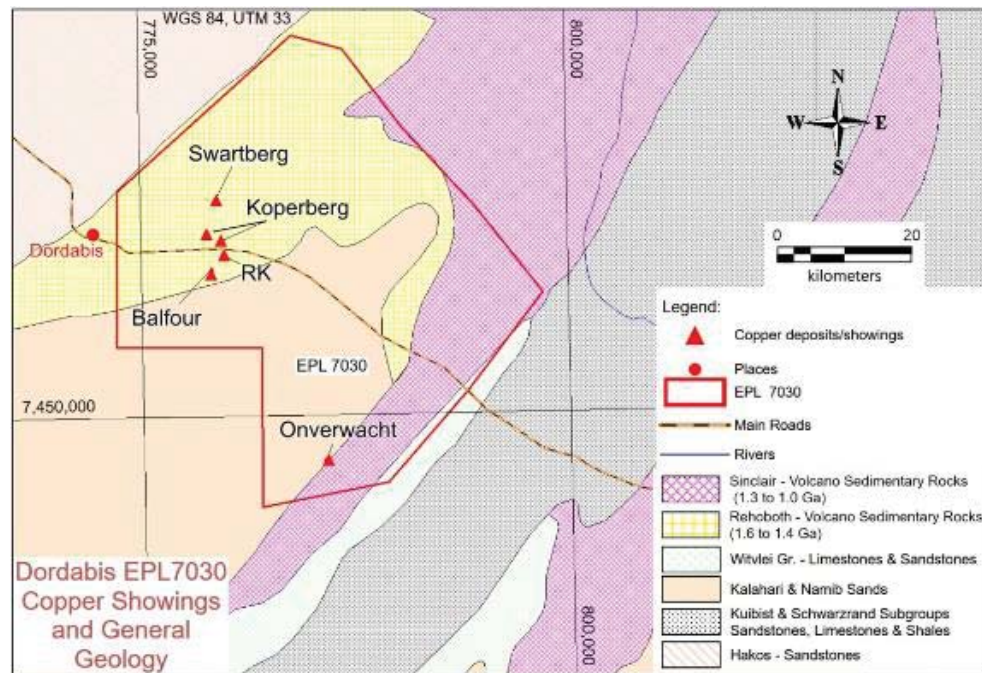 WGS 84, UTM 33
775,000
800,000
N
W
E
S
Swartberg
Koperberg
Dordabis
RK
Balfour
0
20
kilometers
EPL 7030
7,450,000
Onverwacht
800,000
Dordabis EPL7030
Copper Showings
and General
Geology
Legend:
Copper deposits/showings
Places
EPL 7030
Main Roads
Rivers
Sinclair - Volcano Sedimentary Rocks
(1.3 to 1.0 Ga)
Rehoboth - Volcano Sedimentary Rocks
(1.6 to 1.4 Ga)
Witvlei Gr. - Limestones & Sandstones
Kalahari & Namib Sands
Kuibist & Schwarzrand Subgroups
Sandstones, Limestones & Shales
Hakos - Sandstones